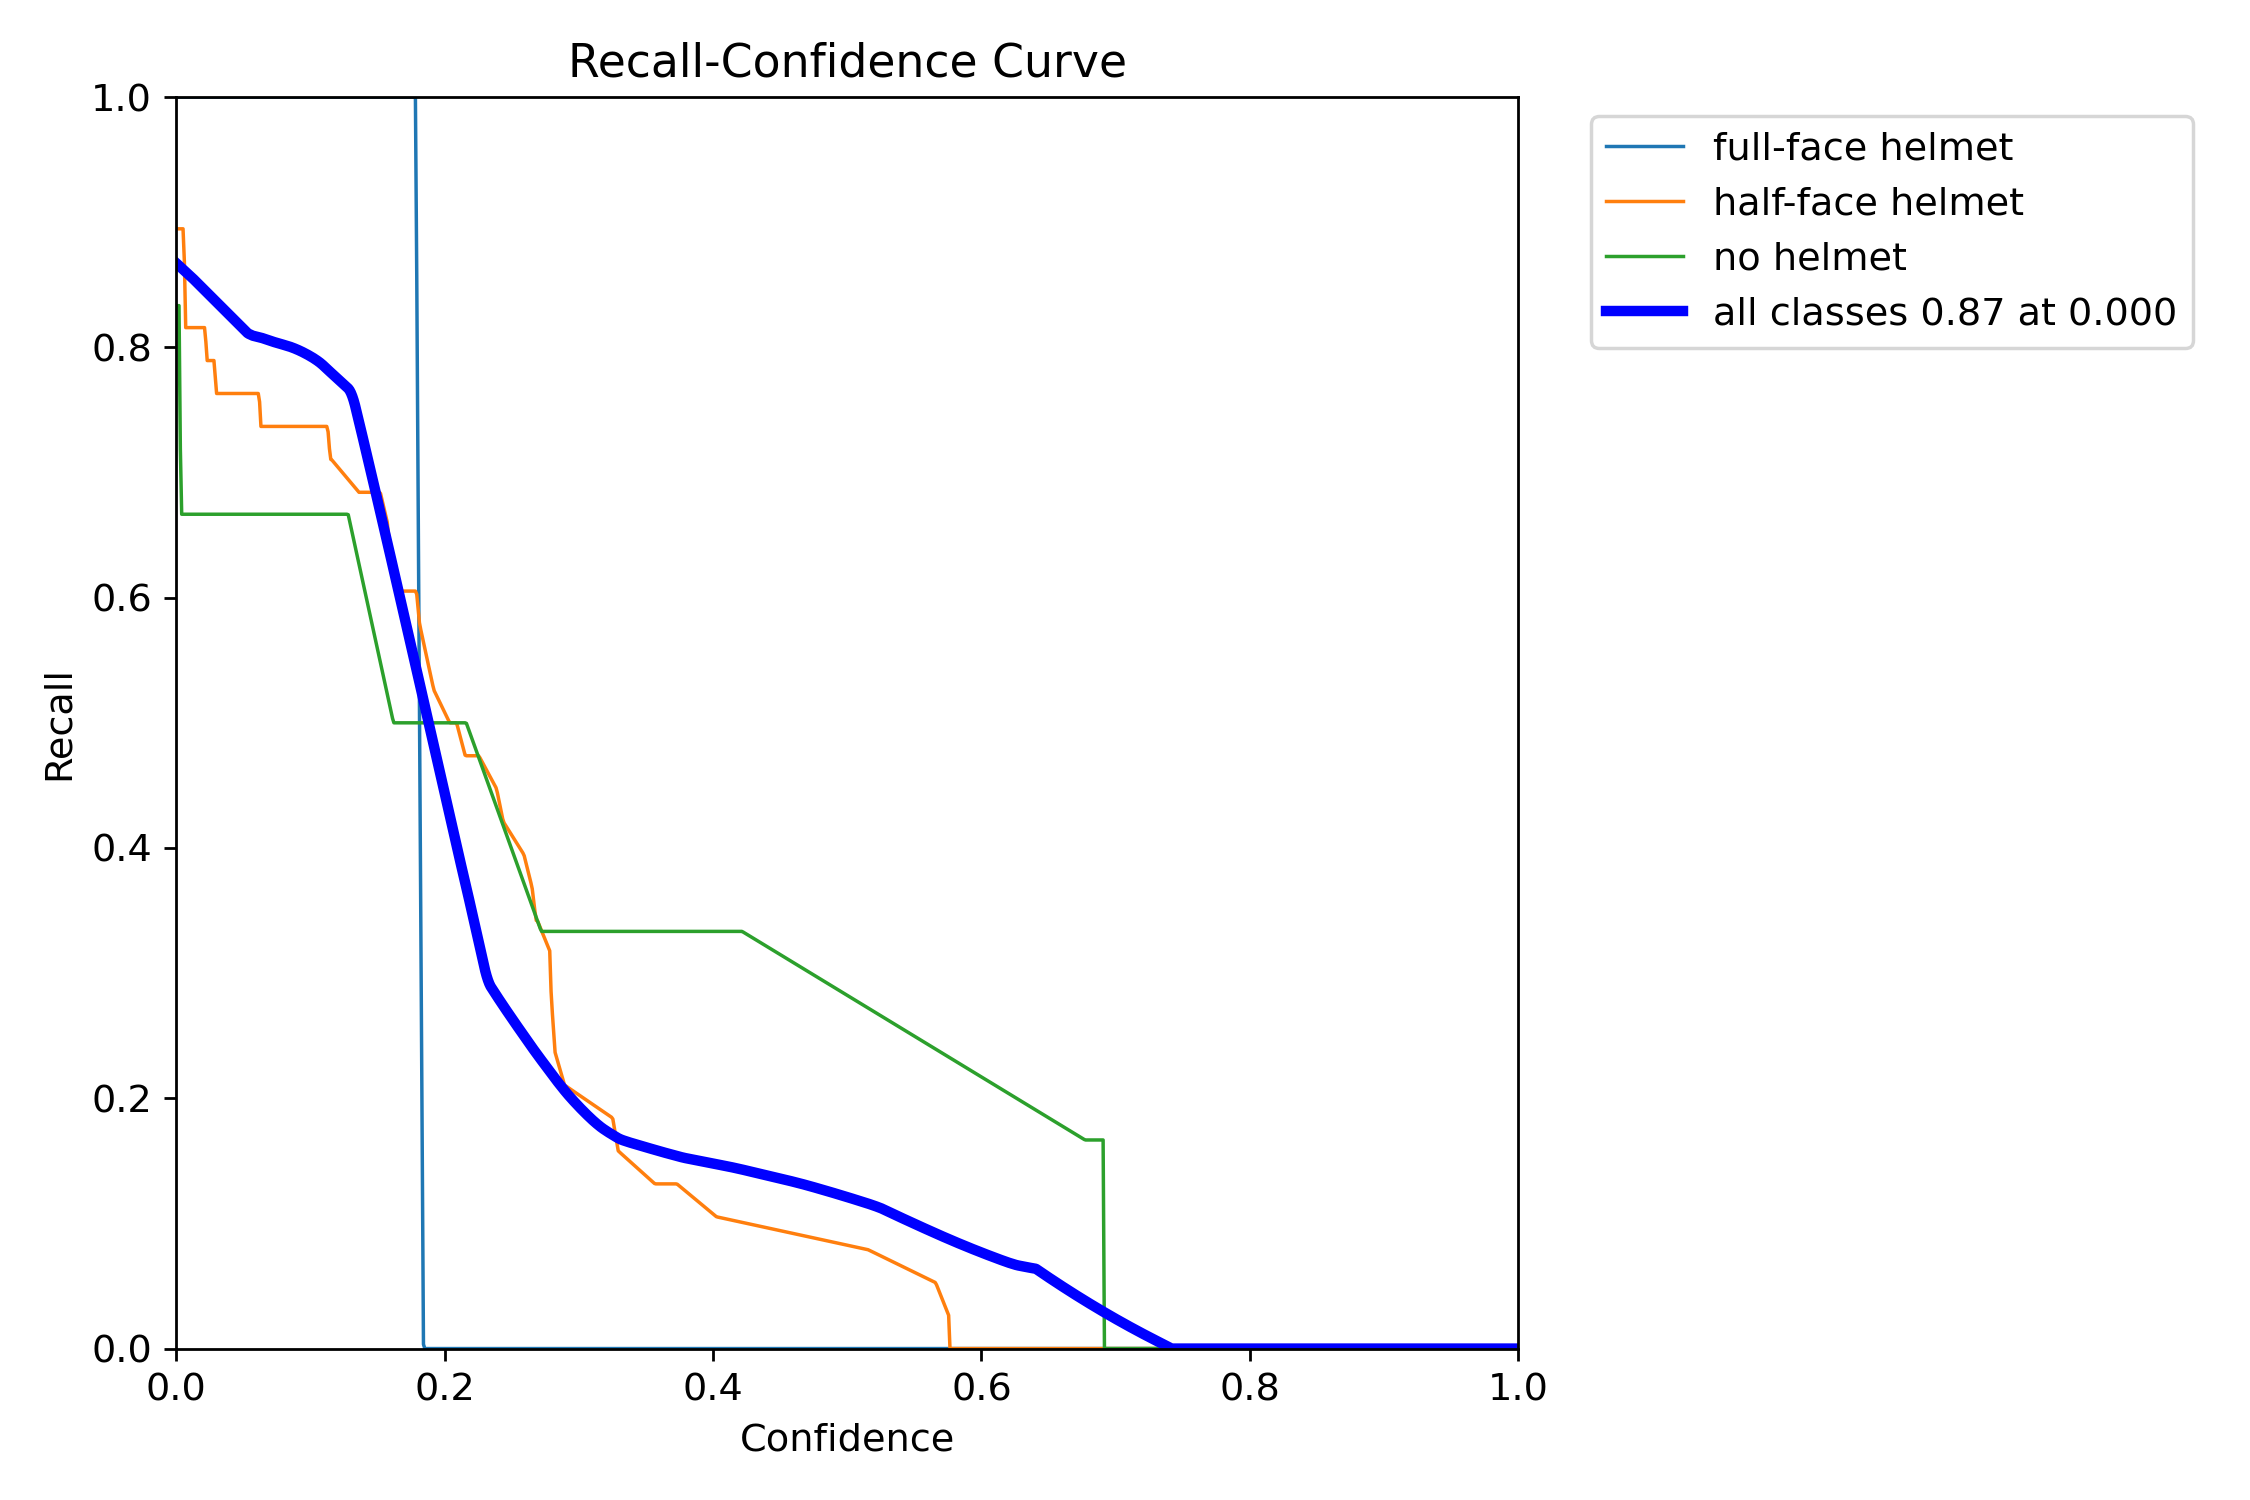 Recall-Confidence Curve
1.0
0.8
0.6
0.4
0.2
0.0
Recall
0.0 0.2 0.4 0.6 0.8 1.0
Confidence
full-face helmet
half-face helmet
no helmet
all classes 0.87 at 0.000